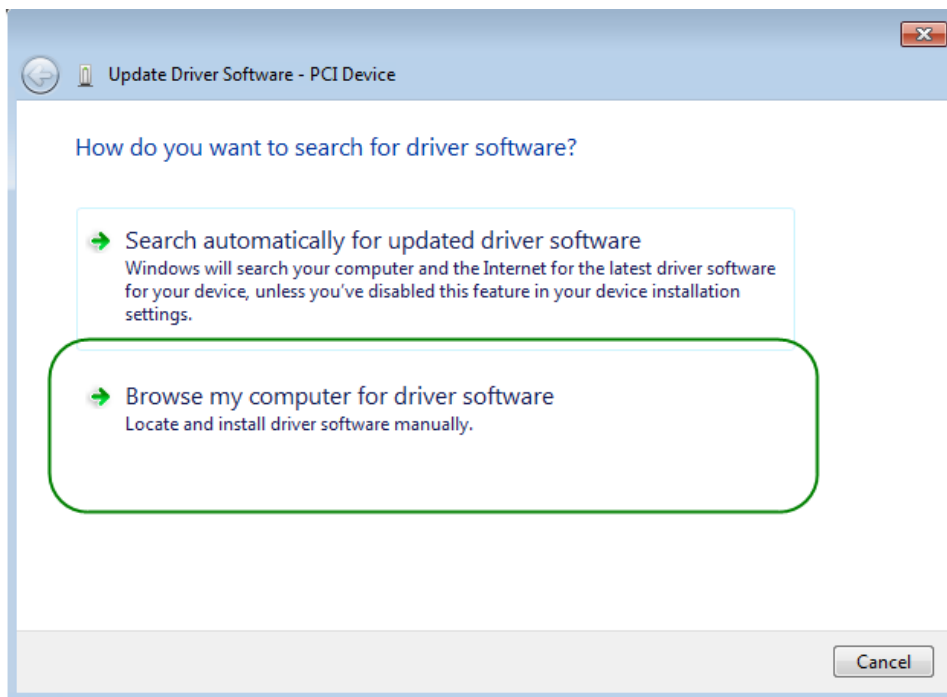 Update Driver Software - PCI Device
How do you want to search for driver software?
Search automatically for updated driver software
Windows will search your computer and the Internet for the latest driver software
for your device, unless you've disabled this feature in your device installation
settings.
Browse my computer for driver software
Locate and install driver software manually.
Cancel